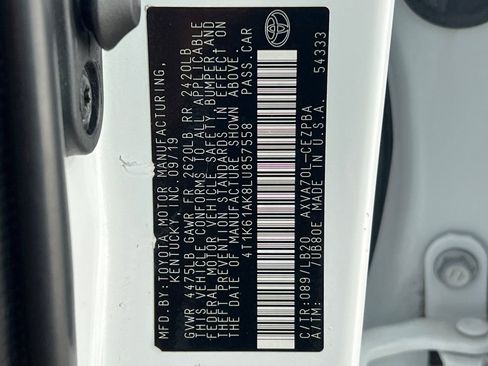 MFD.BY:TOYOTA MOTOR MANUFACTURING,
KENTUCKY, INC. 09/19
GVWR 4475LB GAWR FR 2620LB RR 2420LB
THIS VEHICLE CONFORMS TO ALL APPLICABLE
FEDERAL MOTOR VEHICLE SAFETY, BUMPER, AND
THEFT PREVENTION STANDARDS IN EFFECT ON
THE DATE OF MANUFACTURE SHOWN ABOVE.
4T1K61AK8LU857558 PASS.CAR
C/TR:089/LB20 AXVA70L-CEZPBA
A/TM: 7UB80E MADE IN U.S.A.
54333